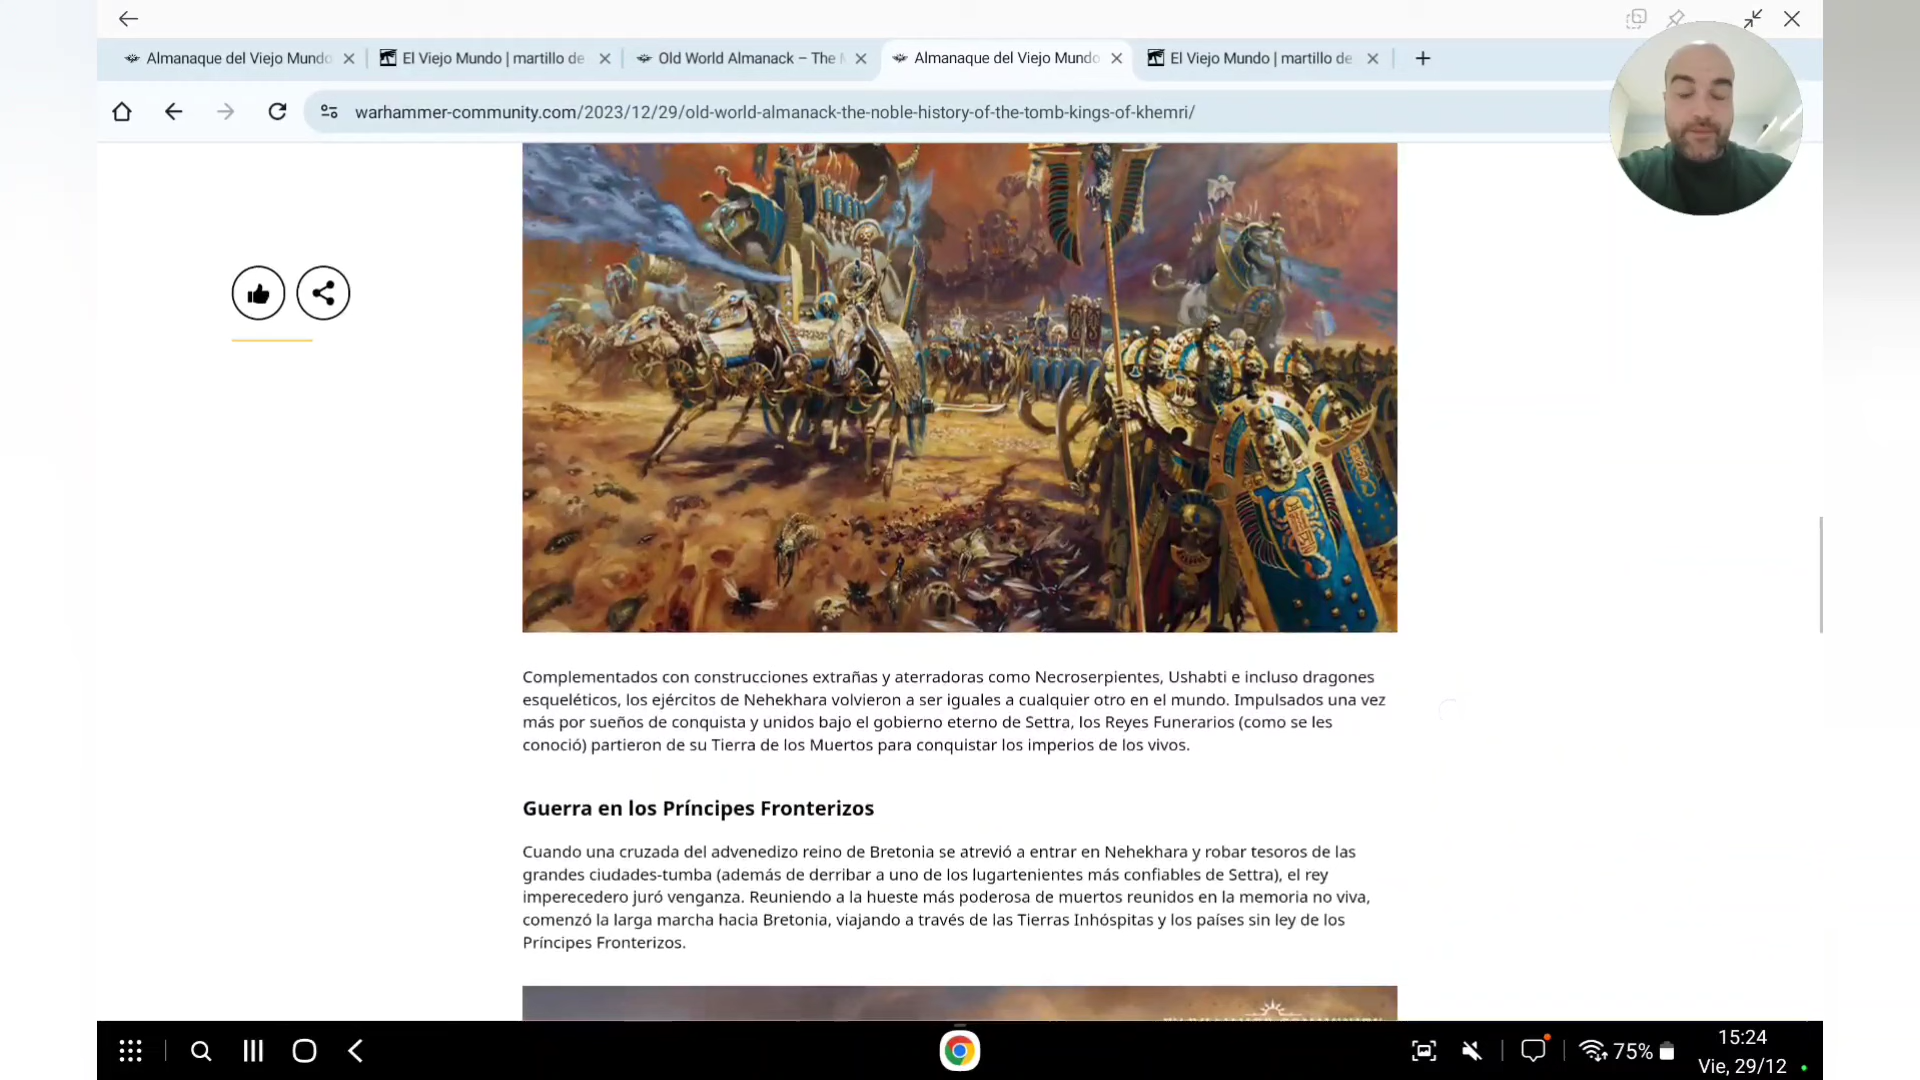 Almanaque del Viejo Mundo
El Viejo Mundo | martillo de
Old World Almanack – The
Almanaque del Viejo Mundo
El Viejo Mundo | martillo de
warhammer-community.com/2023/12/29/old-world-almanack-the-noble-history-of-the-tomb-kings-of-khemri/
Complementados con construcciones extrañas y aterradoras como Necroserpientes, Ushabti e incluso dragones
esqueléticos, los ejércitos de Nehekhara volvieron a ser iguales a cualquier otro en el mundo. Impulsados una vez
más por sueños de conquista y unidos bajo el gobierno eterno de Settra, los Reyes Funerarios (como se les
conoció) partieron de su Tierra de los Muertos para conquistar los imperios de los vivos.
Guerra en los Príncipes Fronterizos
Cuando una cruzada del advenedizo reino de Bretonia se atrevió a entrar en Nehekhara y robar tesoros de las
grandes ciudades-tumba (además de derribar a uno de los lugartenientes más confiables de Settra), el rey
imperecedero juró venganza. Reuniendo a la hueste más poderosa de muertos reunidos en la memoria no viva,
comenzó la larga marcha hacia Bretonia, viajando a través de las Tierras Inhóspitas y los países sin ley de los
Príncipes Fronterizos.
75%
15:24
Vie, 29/12